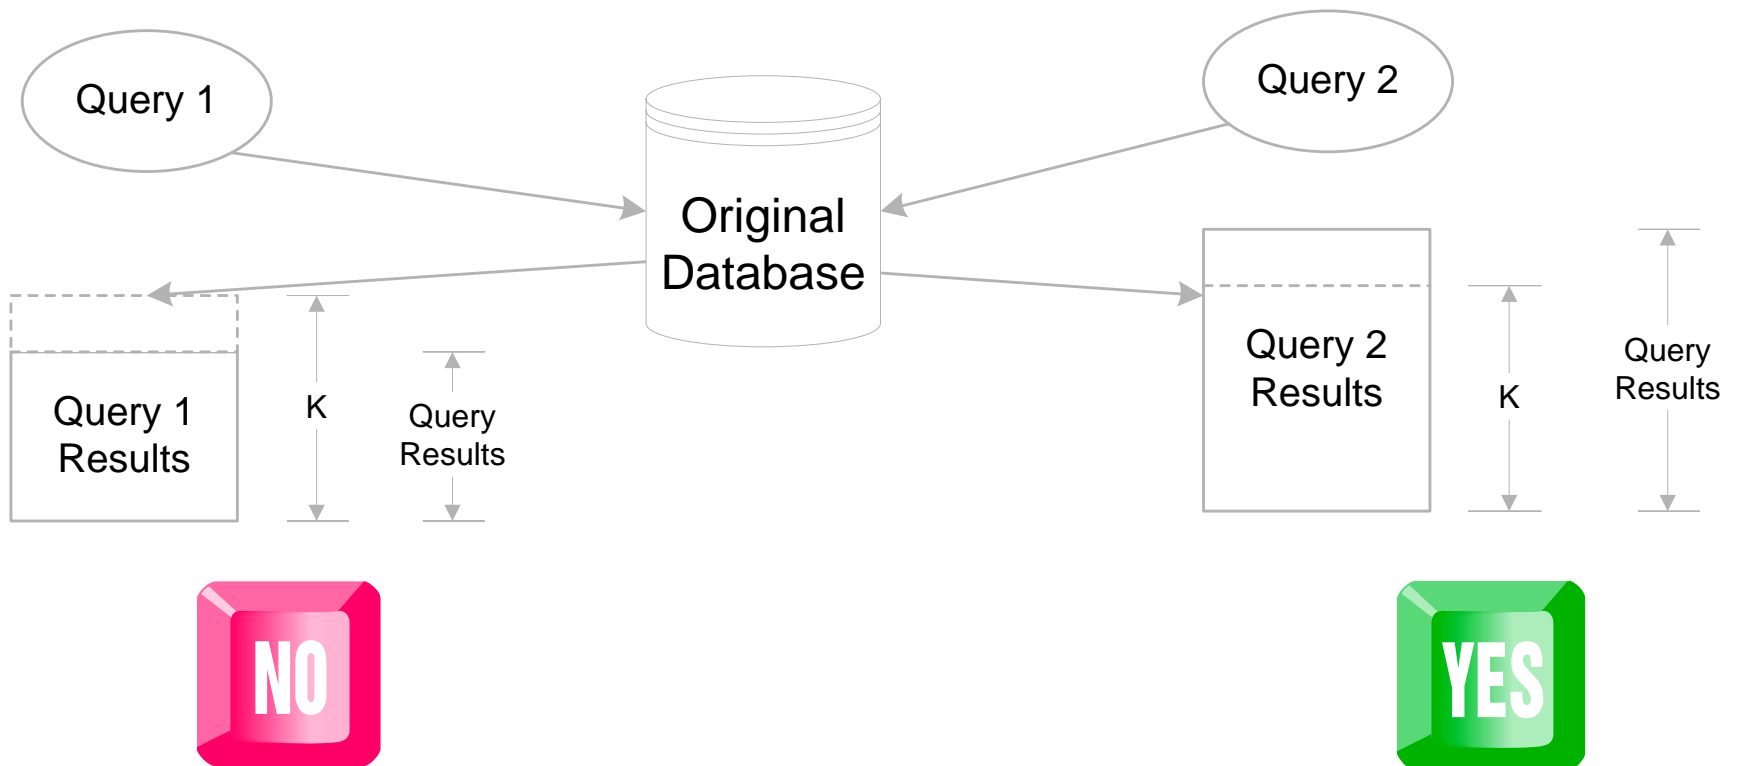 Query 1
Query 2
Original
Database
Query 1
Results
K
Query
Results
Query 2
Results
K
Query
Results
NO
YES